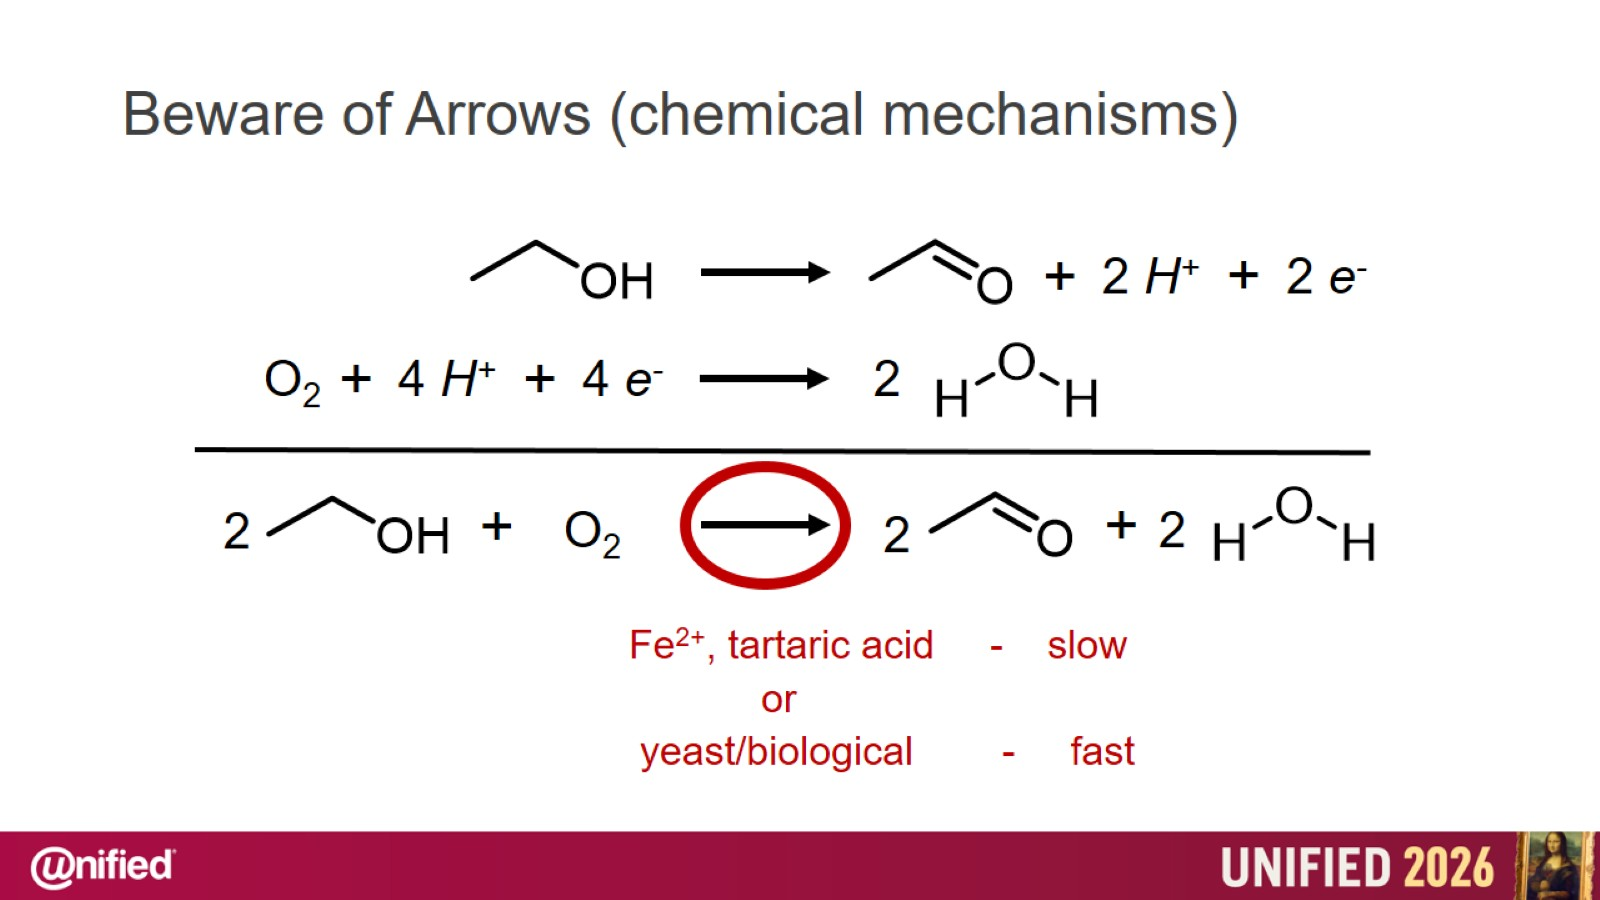 Beware of Arrows (chemical mechanisms)
OH ⟶ O + 2 H⁺ + 2 e⁻
O₂ + 4 H⁺ + 4 e⁻ ⟶ 2 H O H
2 OH + O₂ ⟶ 2 O + 2 H O H
Fe²⁺, tartaric acid - slow
or
yeast/biological - fast
unified UNIFIED 2026